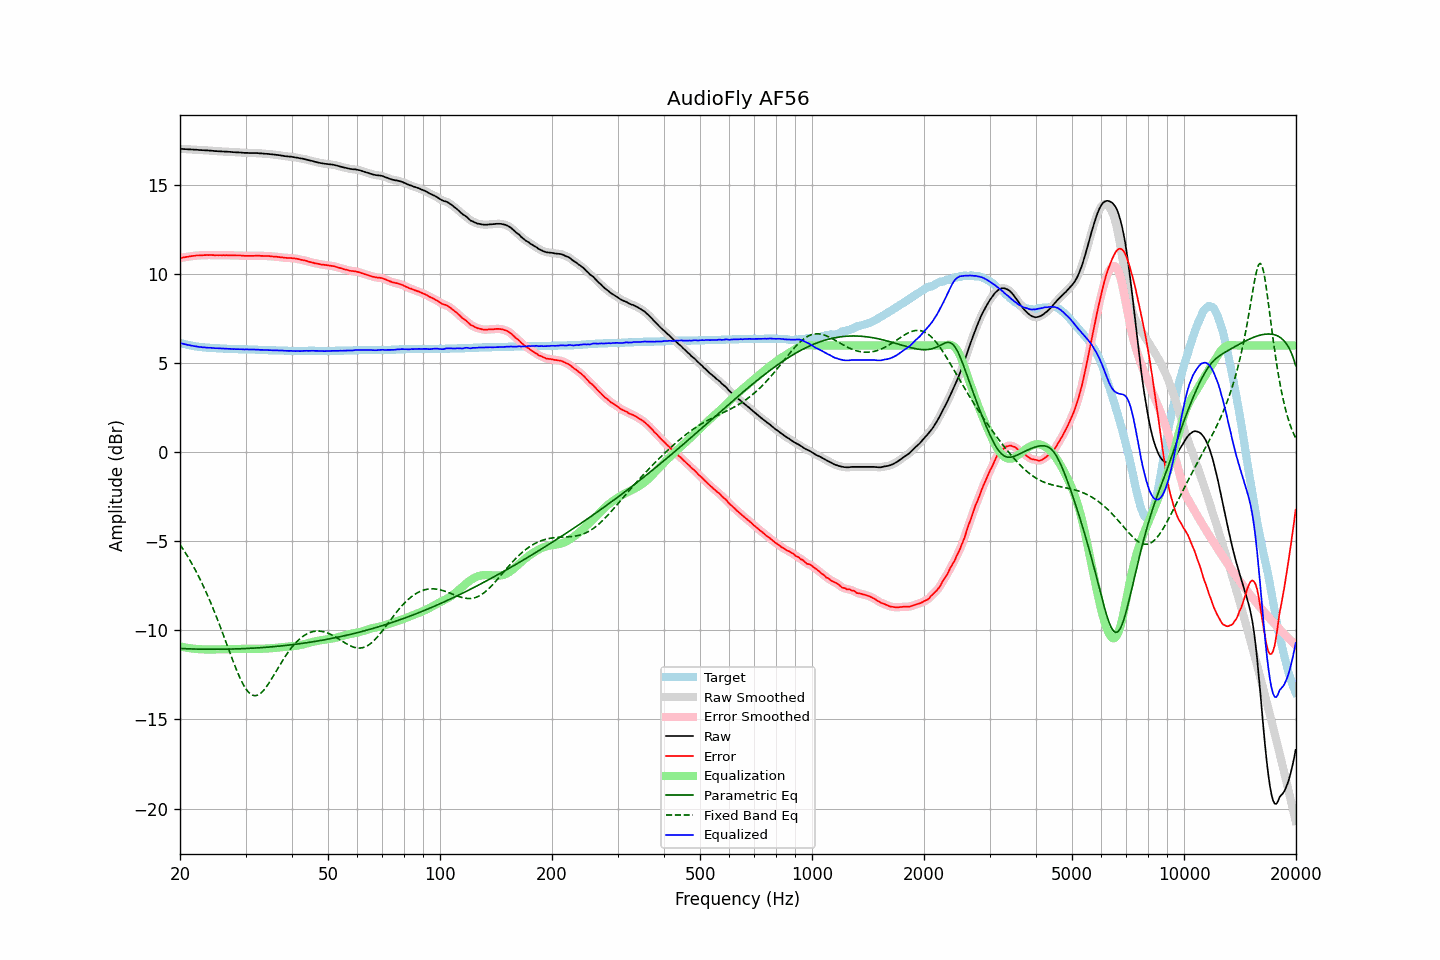 AudioFly AF56
Amplitude (dBr)
15
10
5
0
−5
−10
−15
−20
Target
Raw Smoothed
Error Smoothed
Raw
Error
Equalization
Parametric Eq
Fixed Band Eq
Equalized
20 50 100 200 500 1000 2000 5000 10000 20000
Frequency (Hz)